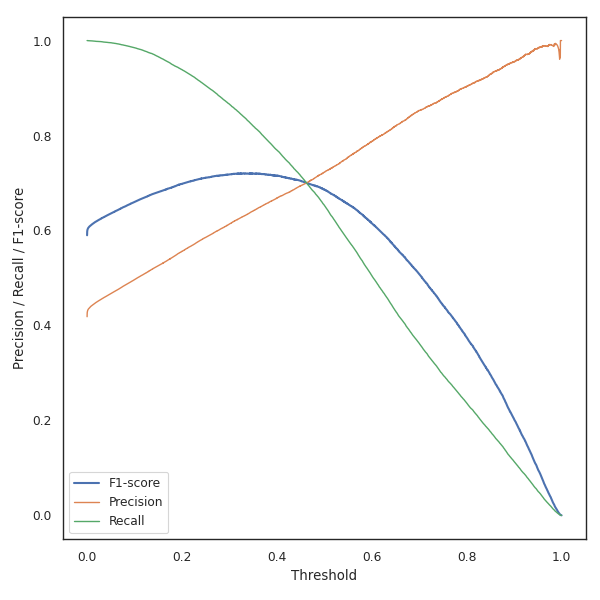 1.0
0.8
0.6
0.4
0.2
0.0
Precision / Recall / F1-score
F1-score
Precision
Recall
0.0 0.2 0.4 0.6 0.8 1.0
Threshold